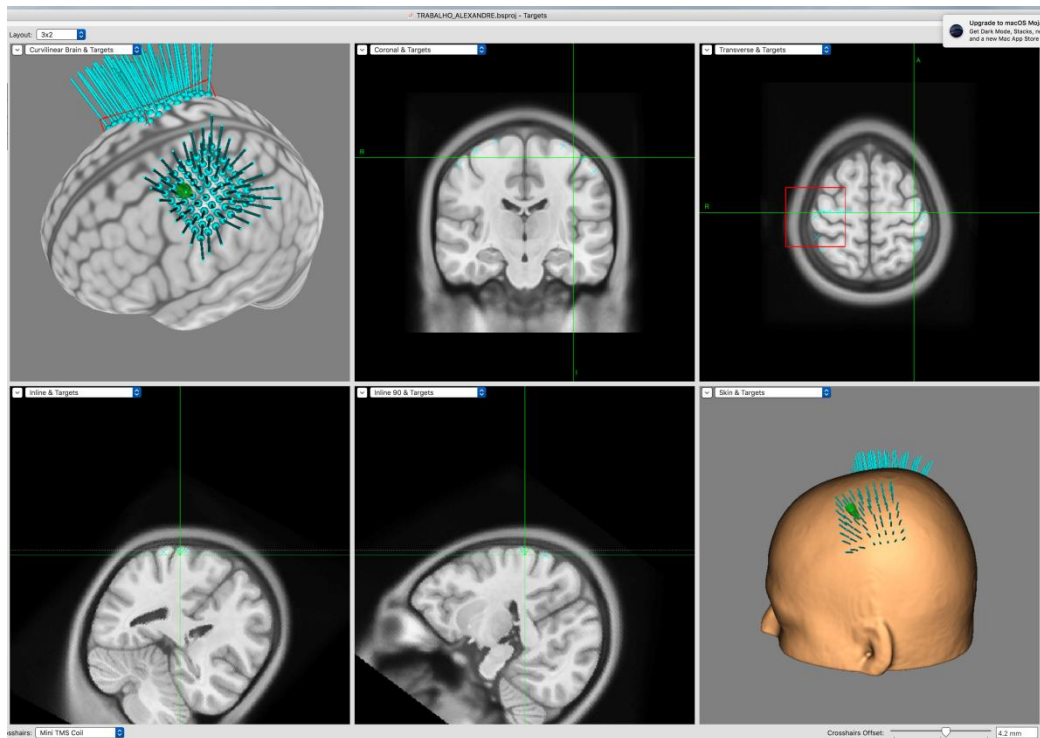 TRABALHO_ALEXANDRE.bsproj - Targets
Layout: 3x2
Upgrade to macOS Moj
Get Dark Mode, Stacks, ne
and a new Mac App Store
Curvilinear Brain & Targets
Coronal & Targets
Transverse & Targets
A
R
R
I
Inline & Targets
Inline 90 & Targets
Skin & Targets
osshairs: Mini TMS Coil
Crosshairs Offset: 4.2 mm